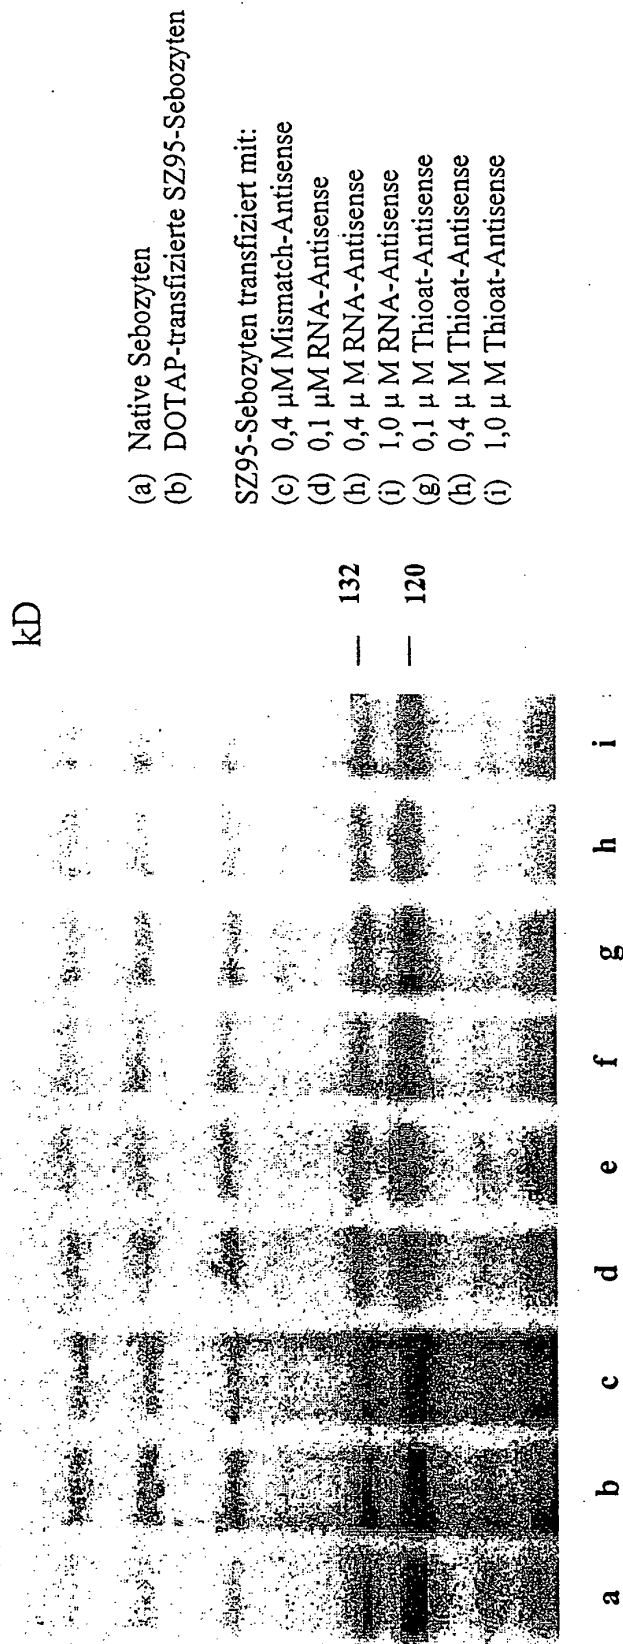 (a) Native Sebozyten
(b) DOTAP-transfizierte SZ95-Sebozyten
SZ95-Sebozyten transfiziert mit:
(c) 0,4 µM Mismatch-Antisense
(d) 0,1 µM RNA-Antisense
(h) 0,4 µ M RNA-Antisense
(i) 1,0 µ M RNA-Antisense
(g) 0,1 µ M Thioat-Antisense
(h) 0,4 µ M Thioat-Antisense
(i) 1,0 µ M Thioat-Antisense
kD
— 132
— 120
a b c d e f g h i